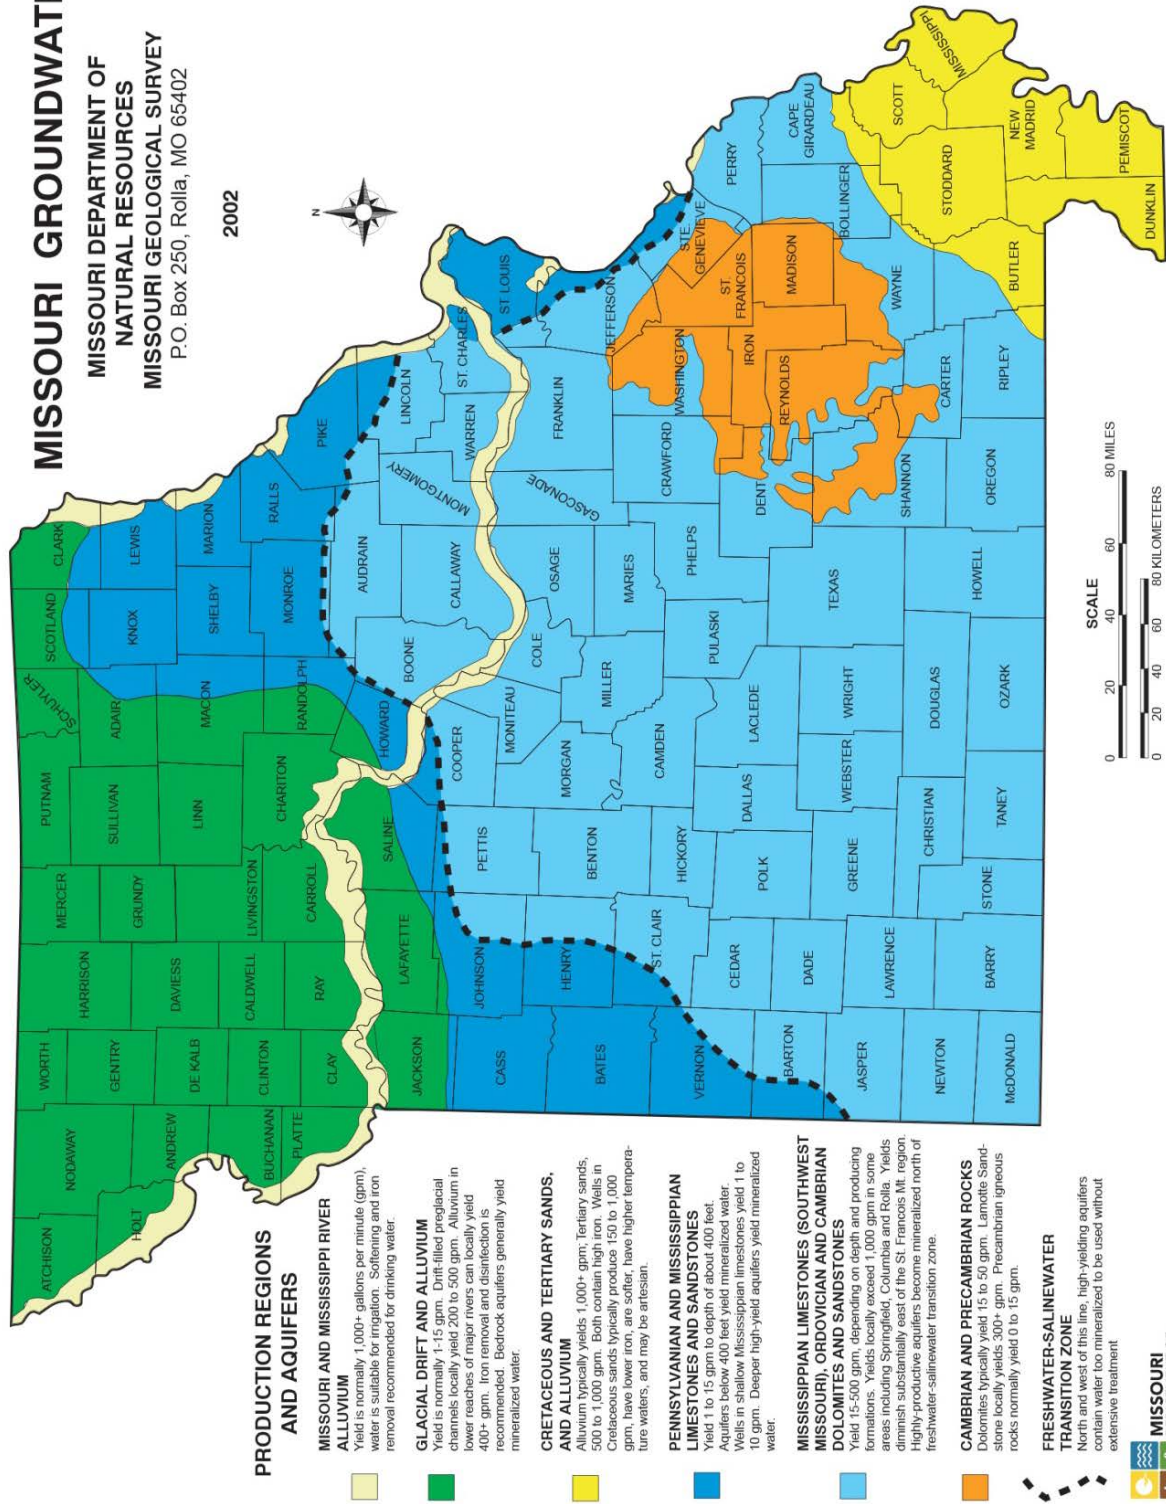 MISSOURI GROUNDWAT
MISSOURI DEPARTMENT OF
NATURAL RESOURCES
MISSOURI GEOLOGICAL SURVEY
P.O. Box 250, Rolla, MO 65402
2002
N
ATCHISON
NODAWAY
WORTH
HARRISON
MERCER
PUTNAM
SCHUYLER
SCOTLAND
CLARK
HOLT
ANDREW
GENTRY
DE KALB
DAVIESS
GRUNDY
SULLIVAN
ADAIR
KNOX
LEWIS
BUCHANAN
CLINTON
CALDWELL
LIVINGSTON
LINN
MACON
SHELBY
MARION
PLATTE
CLAY
RAY
CARROLL
CHARITON
RANDOLPH
MONROE
RALLS
PIKE
JACKSON
LAFAYETTE
SALINE
HOWARD
BOONE
AUDRAIN
CALLAWAY
MONTGOMERY
LINCOLN
WARREN
ST. CHARLES
ST LOUIS
CASS
JOHNSON
PETTIS
COOPER
MONITEAU
COLE
OSAGE
GASCONADE
FRANKLIN
JEFFERSON
BATES
HENRY
BENTON
MORGAN
MILLER
MARIES
CRAWFORD
WASHINGTON
ST.
FRANCOIS
STE.
GENEVIEVE
PERRY
VERNON
ST. CLAIR
HICKORY
CAMDEN
PULASKI
PHELPS
DENT
IRON
MADISON
CAPE
GIRARDEAU
BARTON
CEDAR
POLK
DALLAS
LACLEDE
TEXAS
REYNOLDS
WAYNE
BOLLINGER
SCOTT
MISSISSIPPI
JASPER
DADE
GREENE
WEBSTER
WRIGHT
SHANNON
CARTER
BUTLER
STODDARD
NEW
MADRID
NEWTON
LAWRENCE
CHRISTIAN
DOUGLAS
HOWELL
OREGON
RIPLEY
DUNKLIN
PEMISCOT
McDONALD
BARRY
STONE
TANEY
OZARK
SCALE
0 20 40 60 80 MILES
0 20 40 60 80 KILOMETERS
PRODUCTION REGIONS
AND AQUIFERS
MISSOURI AND MISSISSIPPI RIVER
ALLUVIUM
Yield is normally 1,000+ gallons per minute (gpm),
water is suitable for irrigation. Softening and iron
removal recommended for drinking water.
GLACIAL DRIFT AND ALLUVIUM
Yield is normally 1-15 gpm. Drift-filled preglacial
channels locally yield 200 to 500 gpm. Alluvium in
lower reaches of major rivers can locally yield
400+ gpm. Iron removal and disinfection is
recommended. Bedrock aquifers generally yield
mineralized water.
CRETACEOUS AND TERTIARY SANDS,
AND ALLUVIUM
Alluvium typically yields 1,000+ gpm; Tertiary sands,
500 to 1,000 gpm. Both contain high iron. Wells in
Cretaceous sands typically produce 150 to 1,000
gpm, have lower iron, are softer, have higher tempera-
ture waters, and may be artesian.
PENNSYLVANIAN AND MISSISSIPPIAN
LIMESTONES AND SANDSTONES
Yield 1 to 15 gpm to depth of about 400 feet.
Aquifers below 400 feet yield mineralized water.
Wells in shallow Mississippian limestones yield 1 to
10 gpm. Deeper high-yield aquifers yield mineralized
water.
MISSISSIPPIAN LIMESTONES (SOUTHWEST
MISSOURI), ORDOVICIAN AND CAMBRIAN
DOLOMITES AND SANDSTONES
Yield 15-500 gpm, depending on depth and producing
formations. Yields locally exceed 1,000 gpm in some
areas including Springfield, Columbia and Rolla. Yields
diminish substantially east of the St. Francois Mt. region.
Highly-productive aquifers become mineralized north of
freshwater-salinewater transition zone.
CAMBRIAN AND PRECAMBRIAN ROCKS
Dolomites typically yield 15 to 50 gpm. Lamotte Sand-
stone locally yields 300+ gpm. Precambrian igneous
rocks normally yield 0 to 15 gpm.
FRESHWATER-SALINEWATER
TRANSITION ZONE
North and west of this line, high-yielding aquifers
contain water too mineralized to be used without
extensive treatment
MISSOURI